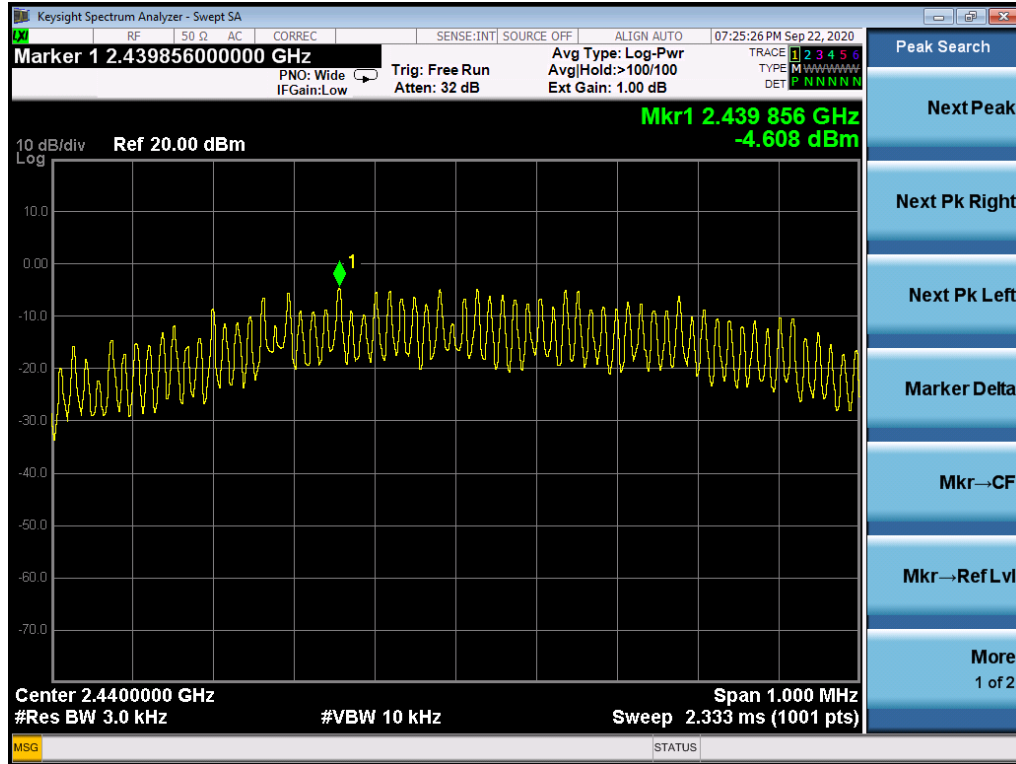 Keysight Spectrum Analyzer - Swept SA
LXI RF 50 Ω AC CORREC SENSE:INT SOURCE OFF ALIGN AUTO 07:25:26 PM Sep 22, 2020
Marker 1 2.439856000000 GHz
PNO: Wide
IFGain:Low
Trig: Free Run
Atten: 32 dB
Avg Type: Log-Pwr
Avg|Hold:>100/100
Ext Gain: 1.00 dB
TRACE 1 2 3 4 5 6
TYPE M WWWWW
DET P N N N N N
Mkr1 2.439 856 GHz
-4.608 dBm
10 dB/div Ref 20.00 dBm
Log
10.0
0.00
-10.0
-20.0
-30.0
-40.0
-50.0
-60.0
-70.0
1
Center 2.4400000 GHz Span 1.000 MHz
#Res BW 3.0 kHz #VBW 10 kHz Sweep 2.333 ms (1001 pts)
MSG STATUS
Peak Search
Next Peak
Next Pk Right
Next Pk Left
Marker Delta
Mkr→CF
Mkr→Ref Lvl
More
1 of 2